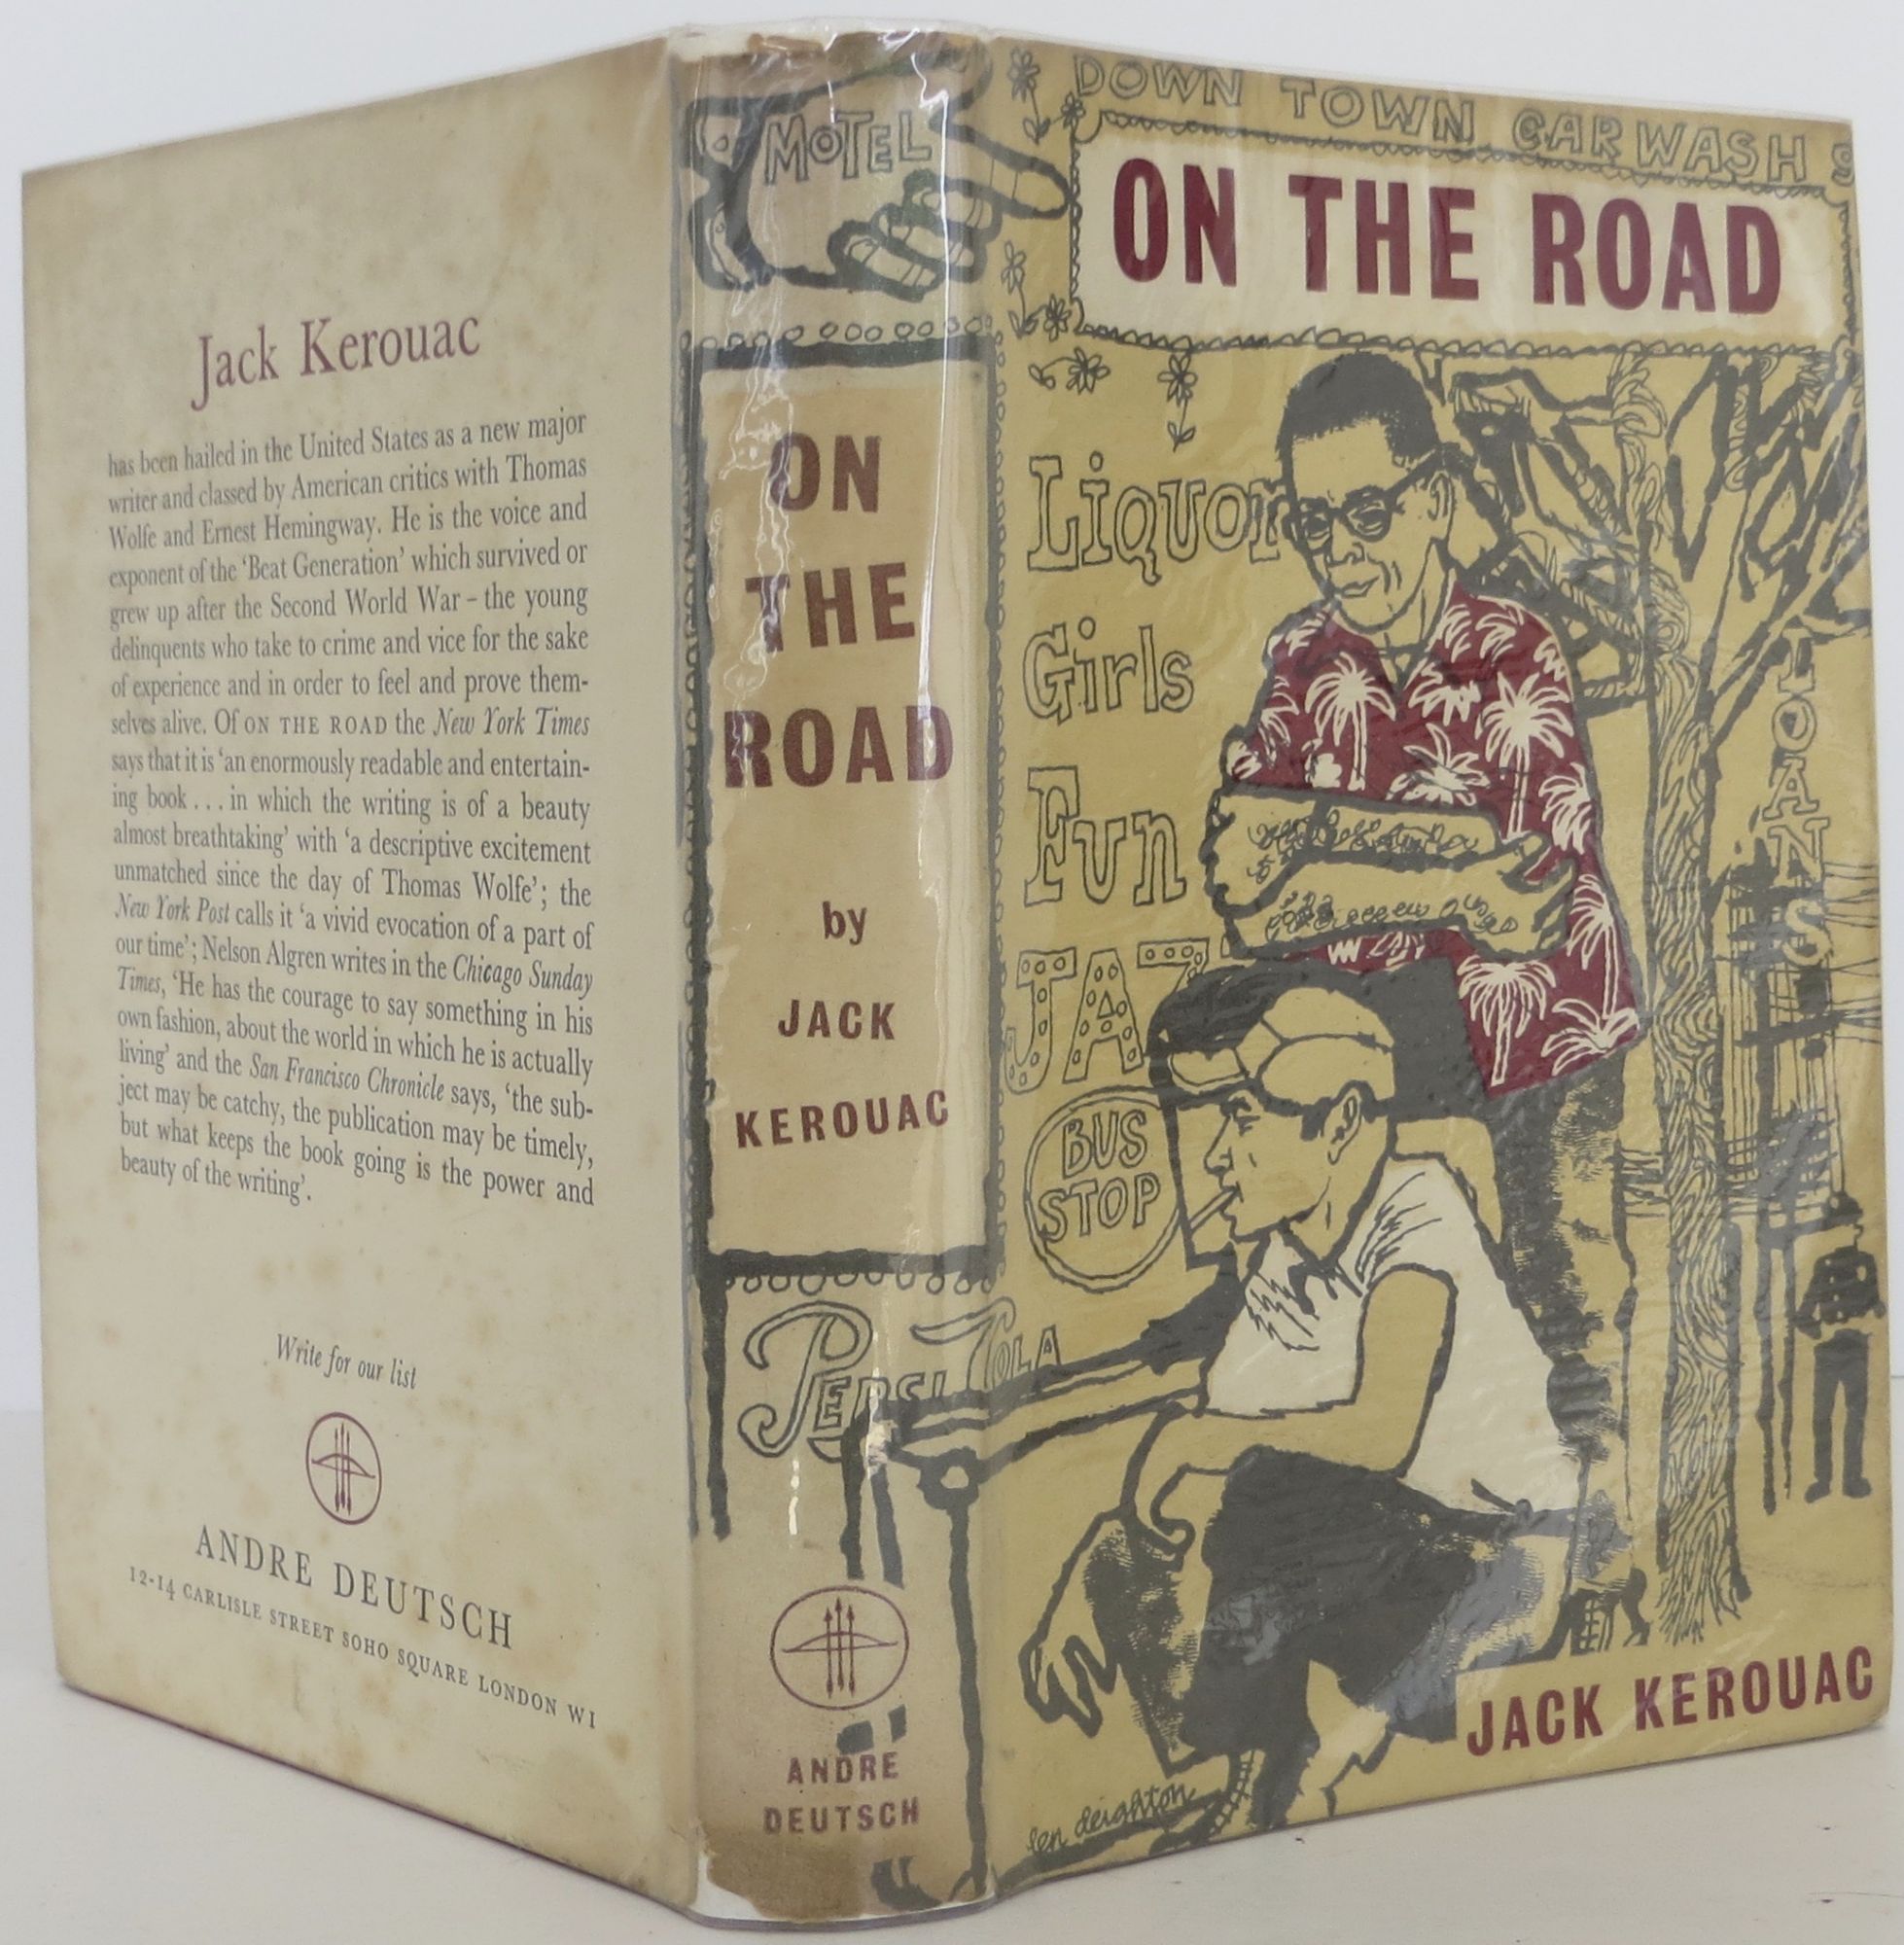 Jack Kerouac
has been hailed in the United States as a new major
writer and classed by American critics with Thomas
Wolfe and Ernest Hemingway. He is the voice and
exponent of the ‘Beat Generation’ which survived or
grew up after the Second World War – the young
delinquents who take to crime and vice for the sake
of experience and in order to feel and prove them-
selves alive. Of ON THE ROAD the New York Times
says that it is ‘an enormously readable and entertain-
ing book . . . in which the writing is of a beauty
almost breathtaking’ with ‘a descriptive excitement
unmatched since the day of Thomas Wolfe’; the
New York Post calls it ‘a vivid evocation of a part of
our time’; Nelson Algren writes in the Chicago Sunday
Times, ‘He has the courage to say something in his
own fashion, about the world in which he is actually
living’ and the San Francisco Chronicle says, ‘the sub-
ject may be catchy, the publication may be timely,
but what keeps the book going is the power and
beauty of the writing’.
Write for our list
ANDRE DEUTSCH
12-14 CARLISLE STREET SOHO SQUARE LONDON W1
MOTEL
ON
THE
ROAD
by
JACK
KEROUAC
PEPSI COLA
ANDRE
DEUTSCH
DOWN TOWN CAR WASH
ON THE ROAD
Liquor
Girls
Fun
JAZ
BUS
STOP
LOANS
JACK KEROUAC
len deighton